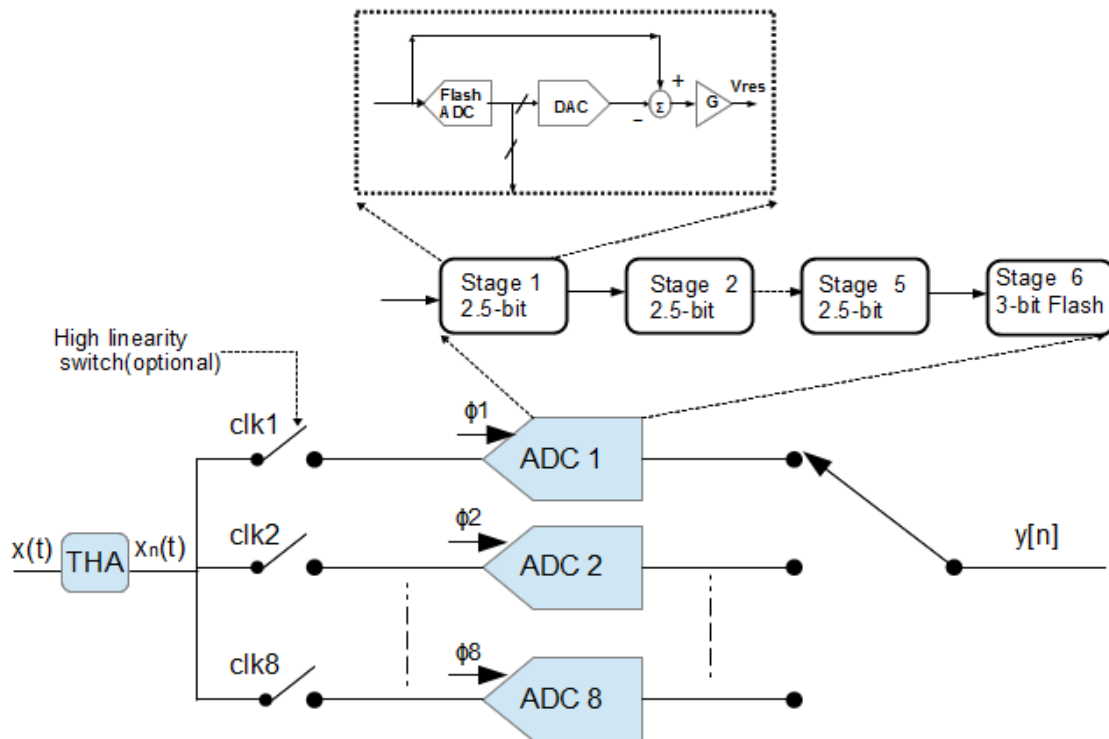 Flash
ADC
DAC
Σ
+
−
G
Vres
Stage 1
2.5-bit
Stage 2
2.5-bit
Stage 5
2.5-bit
Stage 6
3-bit Flash
High linearity
switch(optional)
clk1
ϕ1
ADC 1
clk2
ϕ2
ADC 2
x(t)
THA
xn(t)
y[n]
clk8
ϕ8
ADC 8